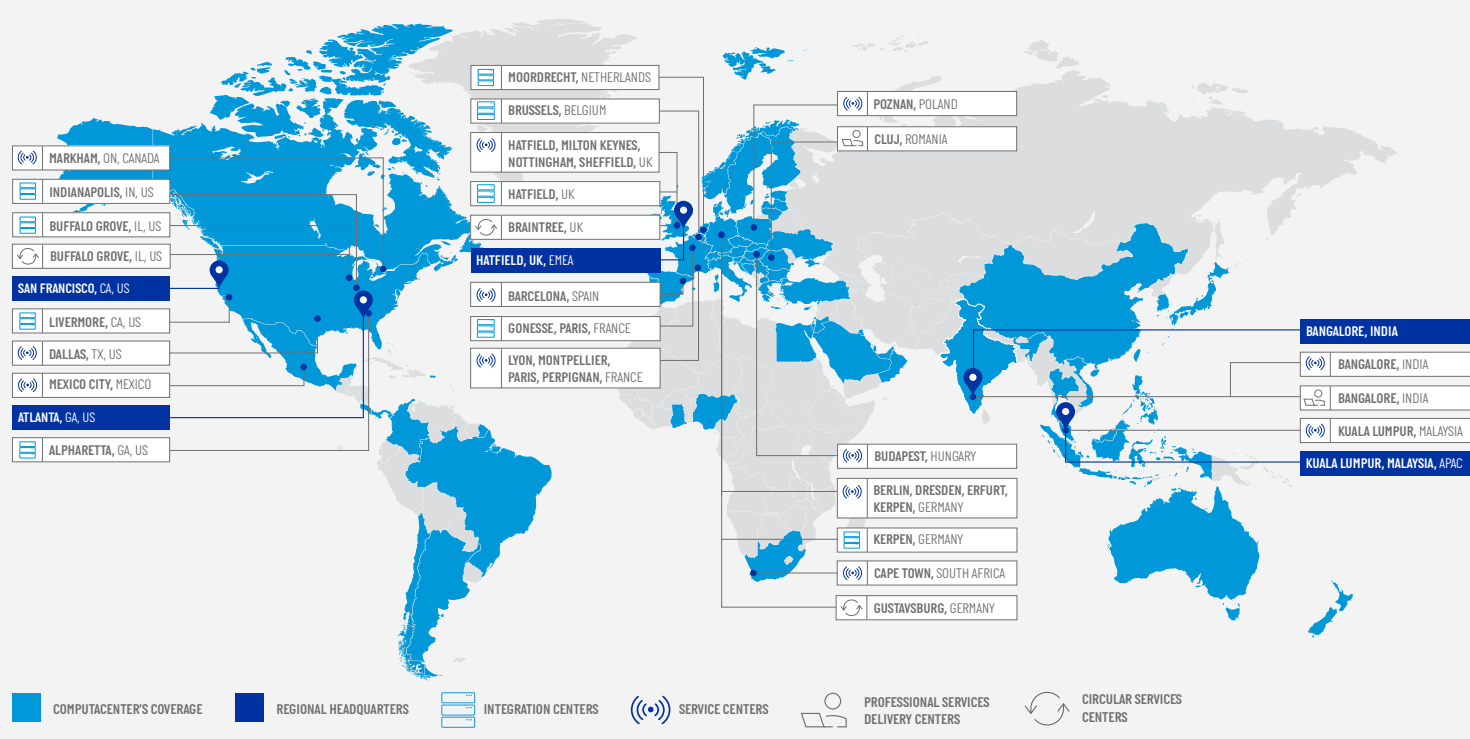 MARKHAM, ON, CANADA
INDIANAPOLIS, IN, US
BUFFALO GROVE, IL, US
BUFFALO GROVE, IL, US
SAN FRANCISCO, CA, US
LIVERMORE, CA, US
DALLAS, TX, US
MEXICO CITY, MEXICO
ATLANTA, GA, US
ALPHARETTA, GA, US
MOORDRECHT, NETHERLANDS
BRUSSELS, BELGIUM
HATFIELD, MILTON KEYNES,
NOTTINGHAM, SHEFFIELD, UK
HATFIELD, UK
BRAINTREE, UK
HATFIELD, UK, EMEA
BARCELONA, SPAIN
GONESSE, PARIS, FRANCE
LYON, MONTPELLIER,
PARIS, PERPIGNAN, FRANCE
POZNAN, POLAND
CLUJ, ROMANIA
BUDAPEST, HUNGARY
BERLIN, DRESDEN, ERFURT,
KERPEN, GERMANY
KERPEN, GERMANY
CAPE TOWN, SOUTH AFRICA
GUSTAVSBURG, GERMANY
BANGALORE, INDIA
BANGALORE, INDIA
BANGALORE, INDIA
KUALA LUMPUR, MALAYSIA
KUALA LUMPUR, MALAYSIA, APAC
COMPUTACENTER'S COVERAGE
REGIONAL HEADQUARTERS
INTEGRATION CENTERS
SERVICE CENTERS
PROFESSIONAL SERVICES
DELIVERY CENTERS
CIRCULAR SERVICES
CENTERS